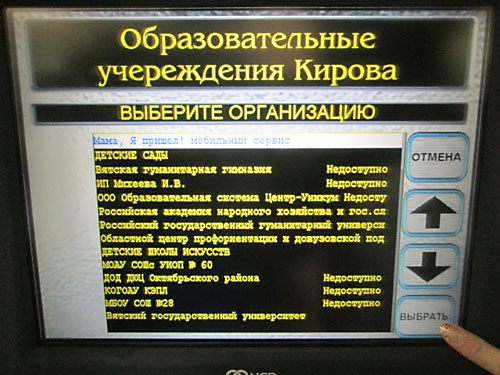 Образовательные
учереждения Кирова
ВЫБЕРИТЕ ОРГАНИЗАЦИЮ
Мама, Я пришел! мобильный сервис
ДЕТСКИЕ САДЫ
Вятская гуманитарная гимназия Недоступно
ИП Михеева И.В. Недоступно
ООО Образовательная система Центр-Уникум Недосту
Российская академия народного хозяйства и гос.сл
Российский государственный гуманитарный универси
Областной центр профориентации и довузовской под
ДЕТСКИЕ ШКОЛЫ ИСКУССТВ
МОАУ СОШс УИОП № 60
ДОД ДЮЦ Октябрьского района Недоступно
КОГОАУ КЭПЛ Недоступно
МБОУ СОШ №28 Недоступно
Вятский государственный университет
ОТМЕНА
ВЫБРАТЬ
NCR